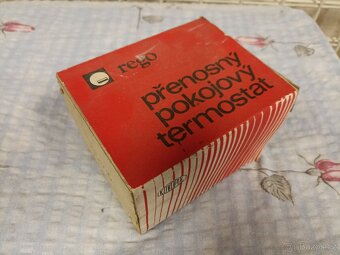 rego
přenosný
pokojový
termostat